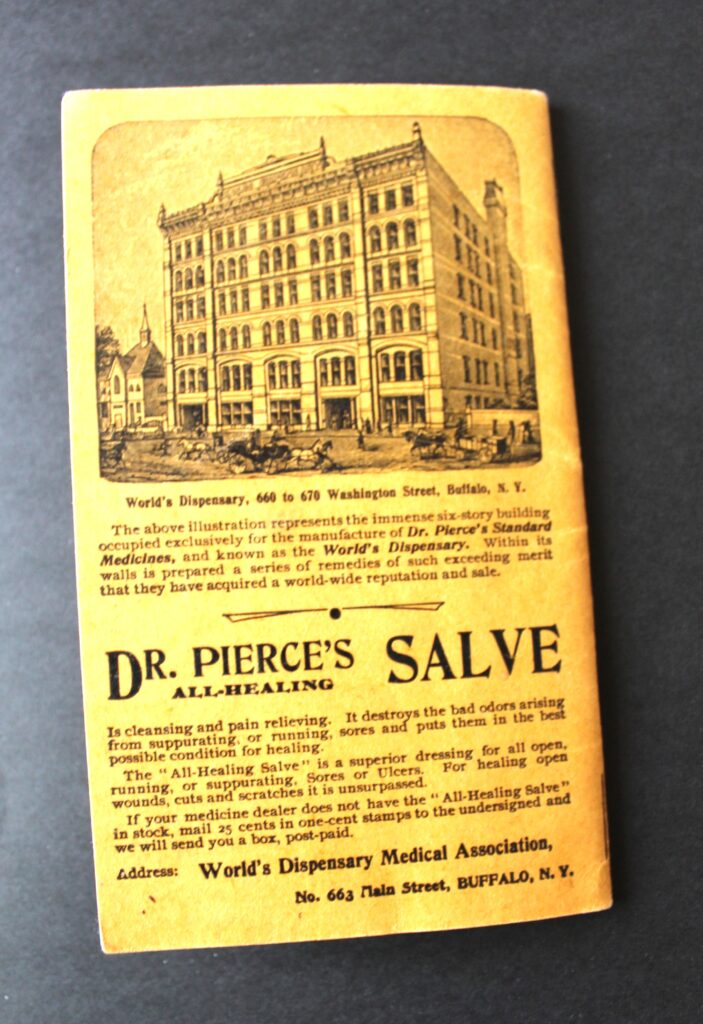 World's Dispensary, 660 to 670 Washington Street, Buffalo, N. Y.
The above illustration represents the immense six-story building
occupied exclusively for the manufacture of Dr. Pierce's Standard
Medicines, and known as the World's Dispensary. Within its
walls is prepared a series of remedies of such exceeding merit
that they have acquired a world-wide reputation and sale.
DR. PIERCE'S SALVE
ALL-HEALING
Is cleansing and pain relieving. It destroys the bad odors arising
from suppurating, or running, sores and puts them in the best
possible condition for healing.
The "All-Healing Salve" is a superior dressing for all open,
running, or suppurating, Sores or Ulcers. For healing open
wounds, cuts and scratches it is unsurpassed.
If your medicine dealer does not have the "All-Healing Salve"
in stock, mail 25 cents in one-cent stamps to the undersigned and
we will send you a box, post-paid.
Address: World's Dispensary Medical Association,
No. 663 Main Street, BUFFALO, N. Y.